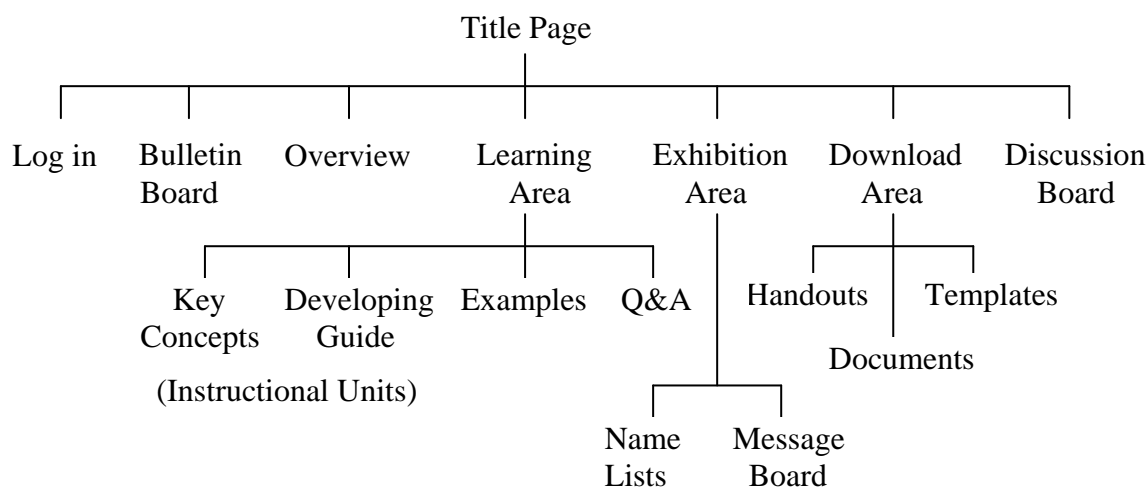 Title Page
Log in
Bulletin
Board
Overview
Learning
Area
Exhibition
Area
Download
Area
Discussion
Board
Key
Concepts
Developing
Guide
Examples
Q&A
Handouts
Templates
Documents
(Instructional Units)
Name
Lists
Message
Board